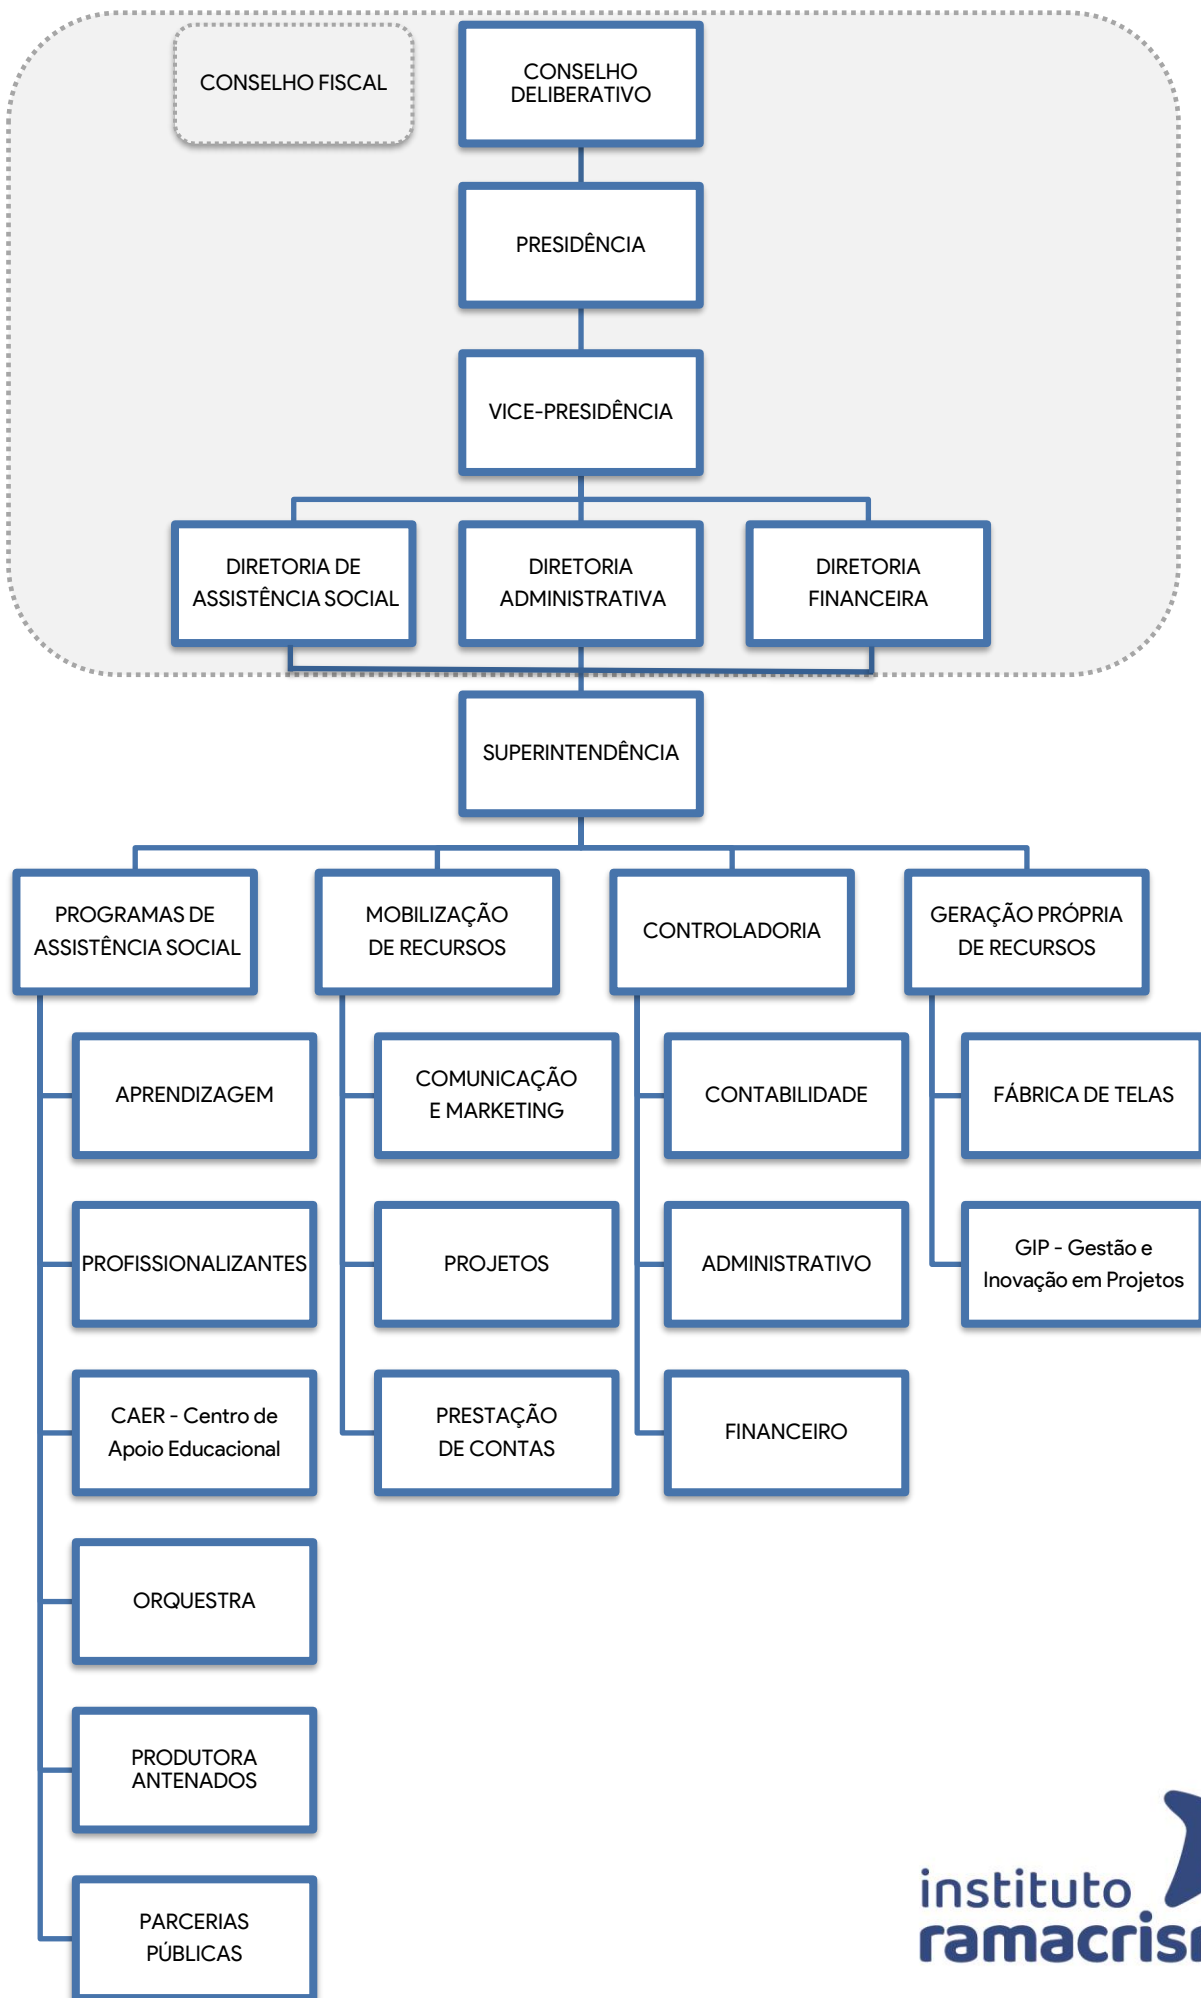 CONSELHO FISCAL
CONSELHO
DELIBERATIVO
PRESIDÊNCIA
VICE-PRESIDÊNCIA
DIRETORIA DE
ASSISTÊNCIA SOCIAL
DIRETORIA
ADMINISTRATIVA
DIRETORIA
FINANCEIRA
SUPERINTENDÊNCIA
PROGRAMAS DE
ASSISTÊNCIA SOCIAL
MOBILIZAÇÃO
DE RECURSOS
CONTROLADORIA
GERAÇÃO PRÓPRIA
DE RECURSOS
APRENDIZAGEM
COMUNICAÇÃO
E MARKETING
CONTABILIDADE
FÁBRICA DE TELAS
PROFISSIONALIZANTES
PROJETOS
ADMINISTRATIVO
GIP - Gestão e
Inovação em Projetos
CAER - Centro de
Apoio Educacional
PRESTAÇÃO
DE CONTAS
FINANCEIRO
ORQUESTRA
PRODUTORA
ANTENADOS
PARCERIAS
PÚBLICAS
instituto